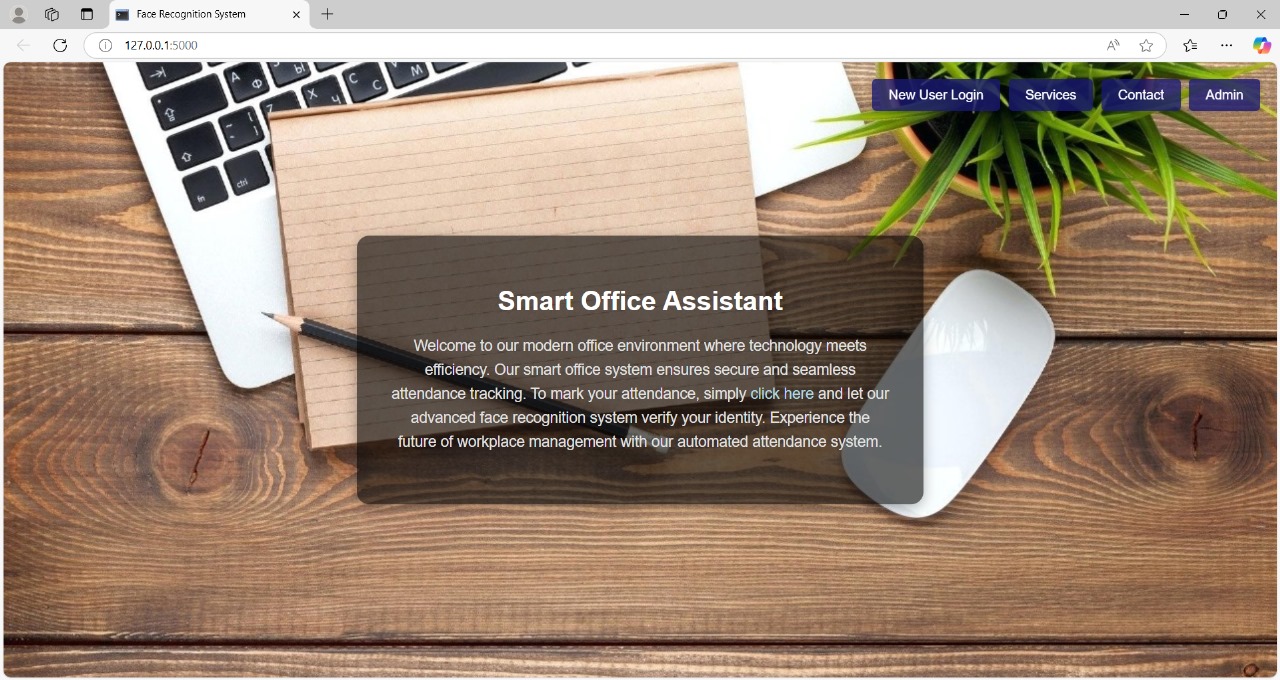 Face Recognition System
127.0.0.1:5000
New User Login
Services
Contact
Admin
Smart Office Assistant
Welcome to our modern office environment where technology meets
efficiency. Our smart office system ensures secure and seamless
attendance tracking. To mark your attendance, simply click here and let our
advanced face recognition system verify your identity. Experience the
future of workplace management with our automated attendance system.
fn
ctrl